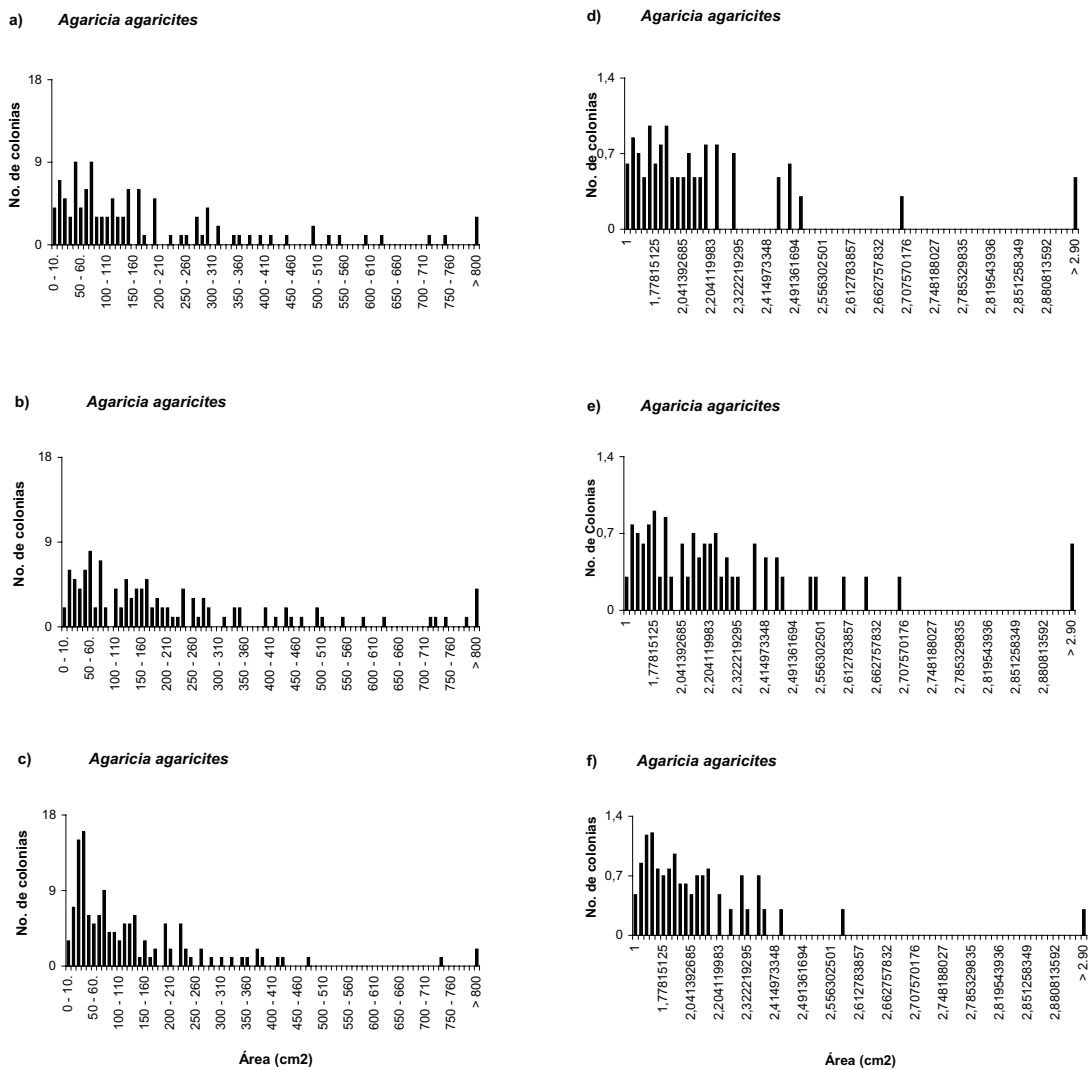 a) Agaricia agaricites
No. de colonias
18
9
0
0 - 10.
50 - 60.
100 - 110
150 - 160
200 - 210
250 - 260
300 - 310
350 - 360
400 - 410
450 - 460
500 - 510
550 - 560
600 - 610
650 - 660
700 - 710
750 - 760
> 800
d) Agaricia agaricites
No. de colonias
1,4
0,7
0
1
1,77815125
2,041392685
2,204119983
2,322219295
2,414973348
2,491361694
2,556302501
2,612783857
2,662757832
2,707570176
2,748188027
2,785329835
2,819543936
2,851258349
2,880813592
> 2.90
b) Agaricia agaricites
No. de colonias
18
9
0
0 - 10.
50 - 60.
100 - 110
150 - 160
200 - 210
250 - 260
300 - 310
350 - 360
400 - 410
450 - 460
500 - 510
550 - 560
600 - 610
650 - 660
700 - 710
750 - 760
> 800
e) Agaricia agaricites
No. de Colonias
1,4
0,7
0
1
1,77815125
2,041392685
2,204119983
2,322219295
2,414973348
2,491361694
2,556302501
2,612783857
2,662757832
2,707570176
2,748188027
2,785329835
2,819543936
2,851258349
2,880813592
> 2.90
c) Agaricia agaricites
No. de colonias
18
9
0
0 - 10.
50 - 60.
100 - 110
150 - 160
200 - 210
250 - 260
300 - 310
350 - 360
400 - 410
450 - 460
500 - 510
550 - 560
600 - 610
650 - 660
700 - 710
750 - 760
> 800
Área (cm2)
f) Agaricia agaricites
No. de colonias
1,4
0,7
0
1
1,77815125
2,041392685
2,204119983
2,322219295
2,414973348
2,491361694
2,556302501
2,612783857
2,662757832
2,707570176
2,748188027
2,785329835
2,819543936
2,851258349
2,880813592
> 2.90
Área (cm2)